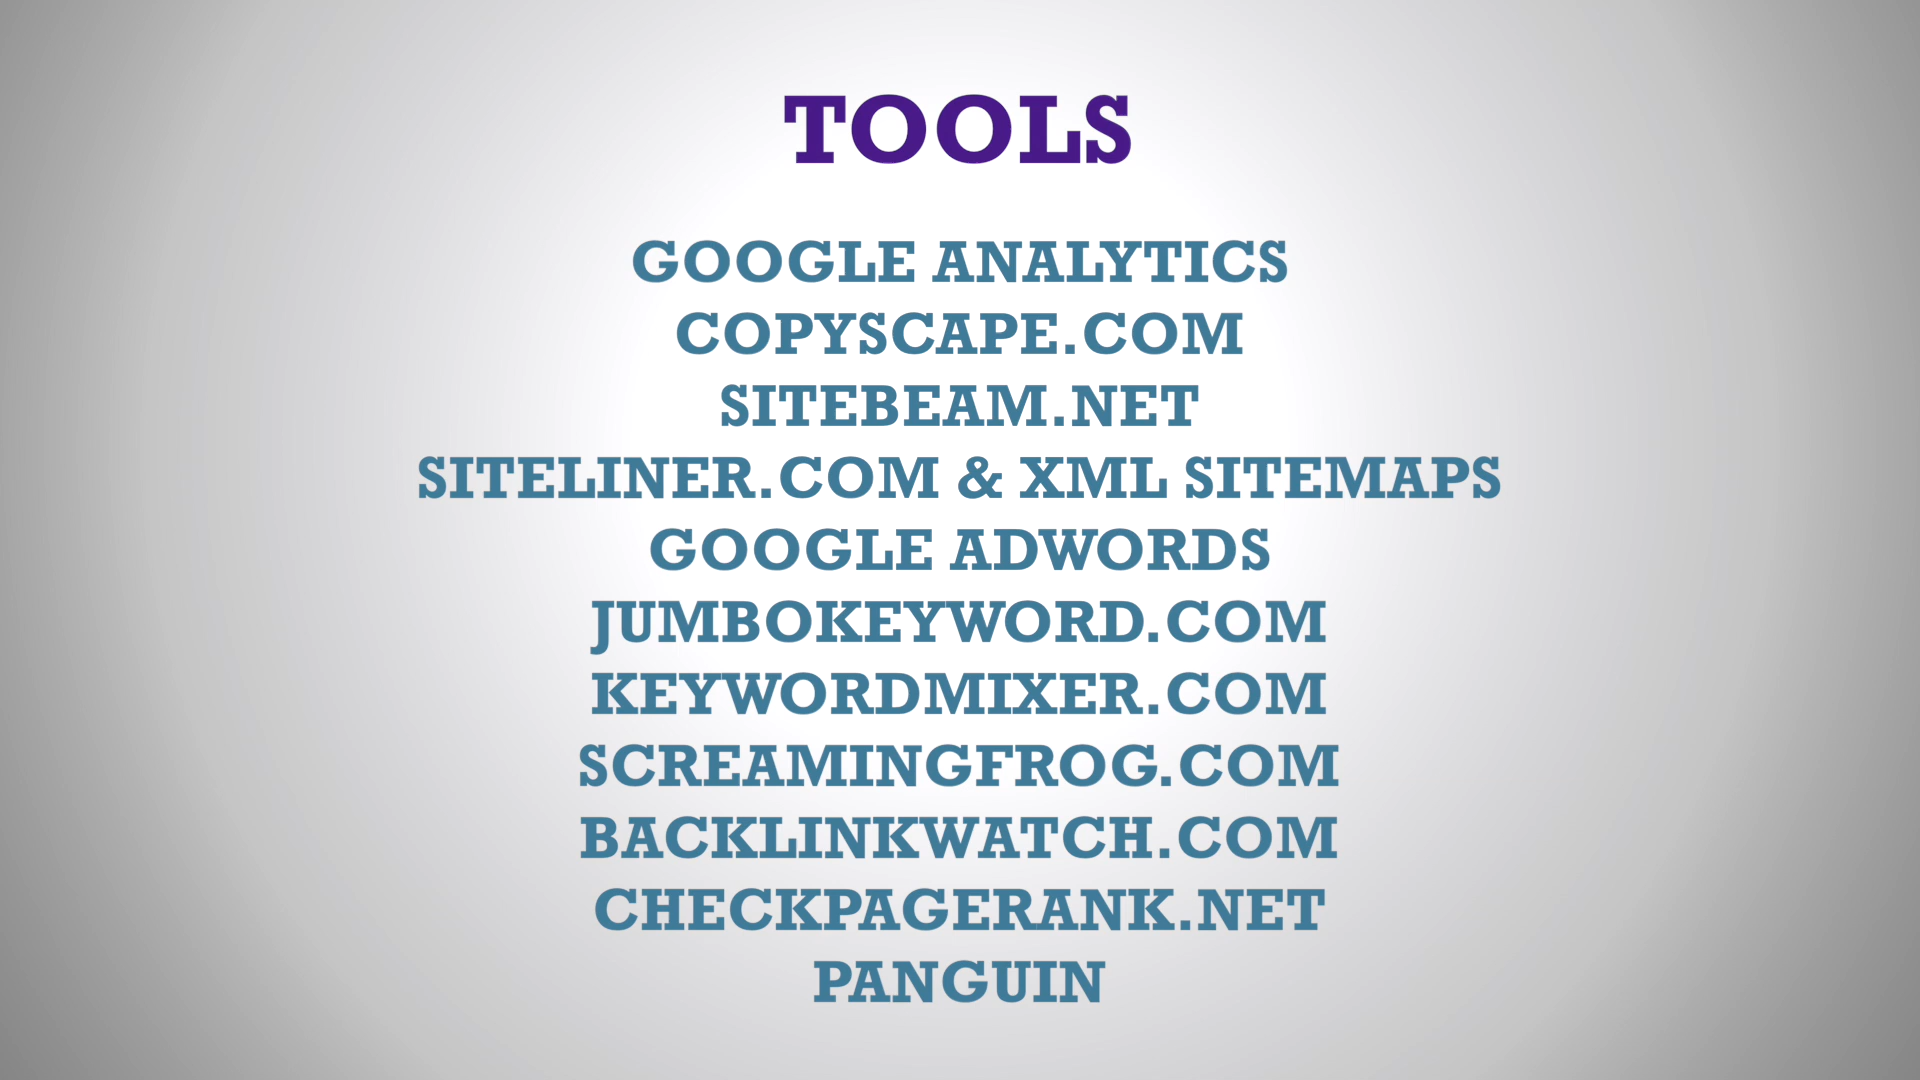 TOOLS
GOOGLE ANALYTICS
COPYSCAPE.COM
SITEBEAM.NET
SITELINER.COM & XML SITEMAPS
GOOGLE ADWORDS
JUMBOKEYWORD.COM
KEYWORDMIXER.COM
SCREAMINGFROG.COM
BACKLINKWATCH.COM
CHECKPAGERANK.NET
PANGUIN